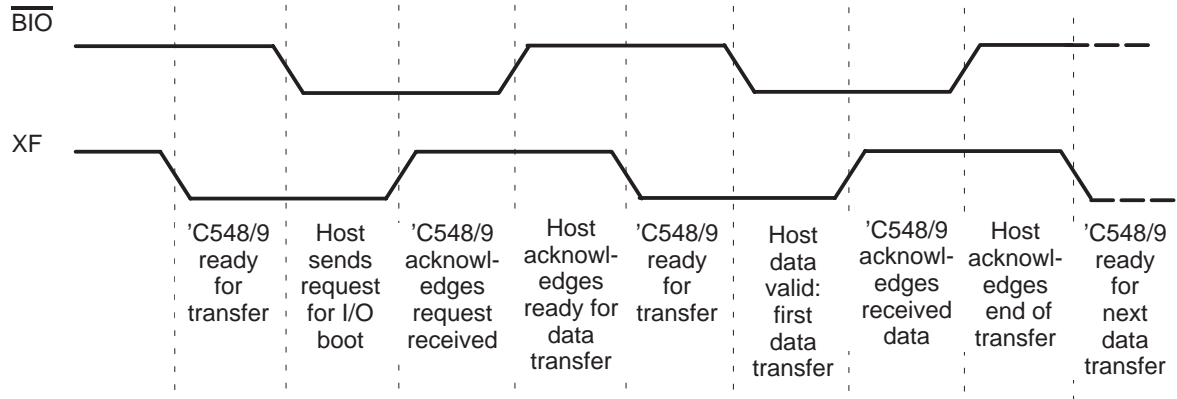 BIO
XF
’C548/9
ready
for
transfer
Host
sends
request
for I/O
boot
’C548/9
acknowl-
edges
request
received
Host
acknowl-
edges
ready for
data
transfer
’C548/9
ready
for
transfer
Host
data
valid:
first
data
transfer
’C548/9
acknowl-
edges
received
data
Host
acknowl-
edges
end of
transfer
’C548/9
ready
for
next
data
transfer